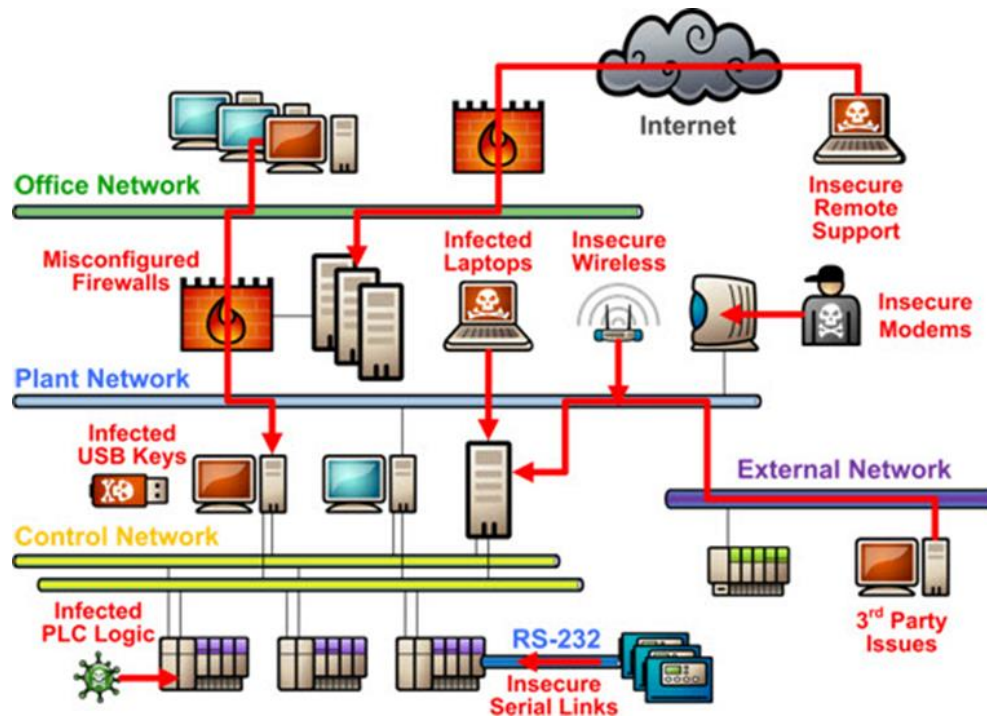 Internet
Office Network
Insecure
Remote
Support
Misconfigured
Firewalls
Infected
Laptops
Insecure
Wireless
Insecure
Modems
Plant Network
Infected
USB Keys
External Network
Control Network
Infected
PLC Logic
RS-232
Insecure
Serial Links
3rd Party
Issues